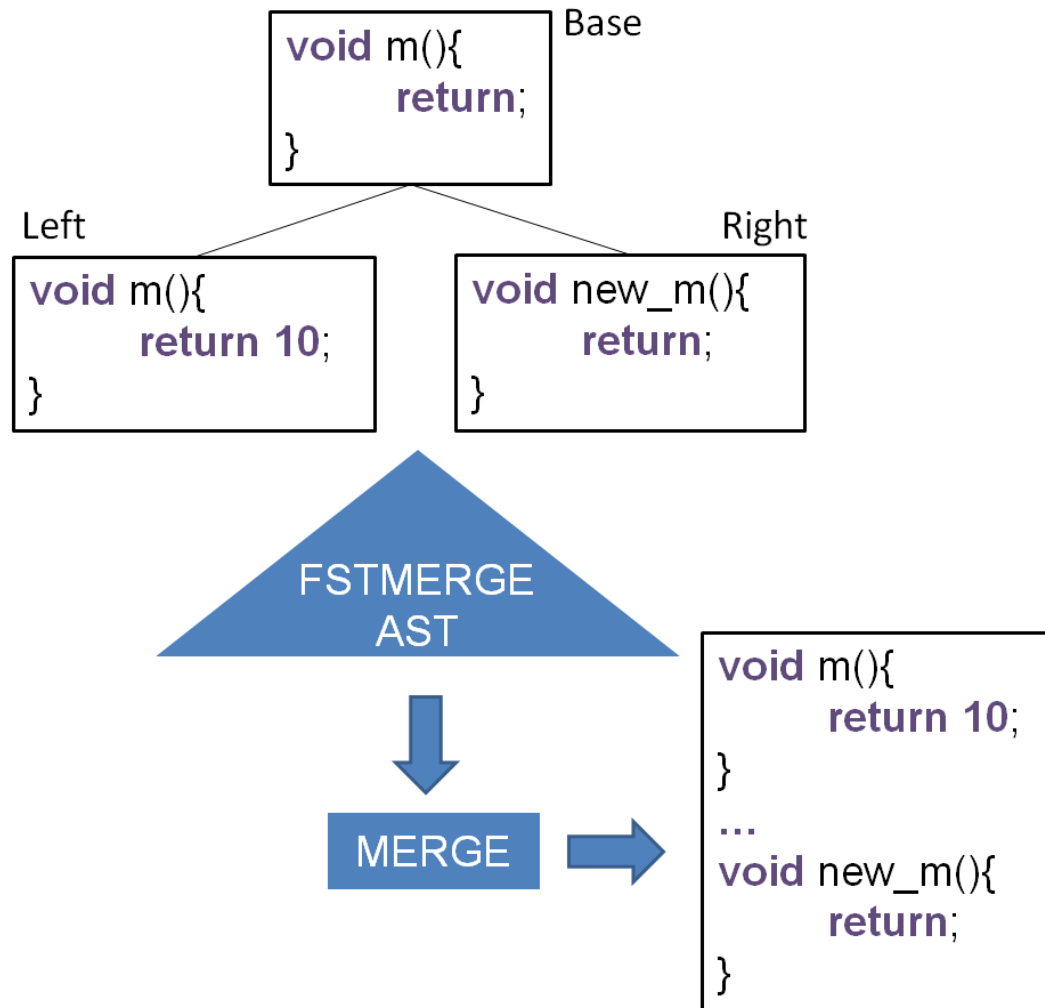 Base
void m(){
return;
}
Left
void m(){
return 10;
}
Right
void new_m(){
return;
}
FSTMERGE
AST
MERGE
void m(){
return 10;
}
...
void new_m(){
return;
}